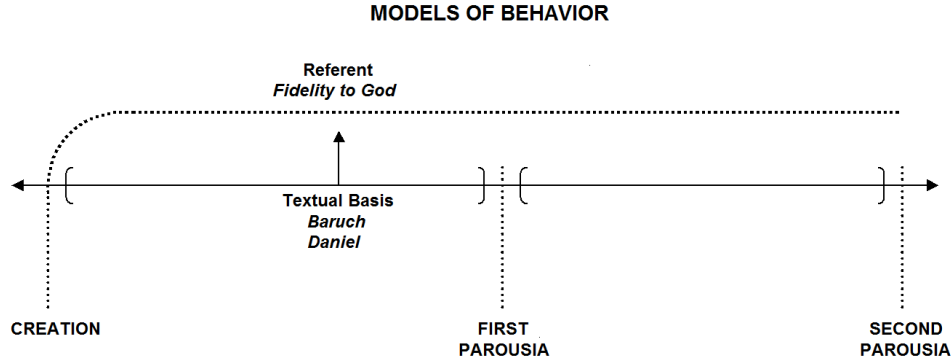 MODELS OF BEHAVIOR
Referent
Fidelity to God
Textual Basis
Baruch
Daniel
CREATION
FIRST
PAROUSIA
SECOND
PAROUSIA